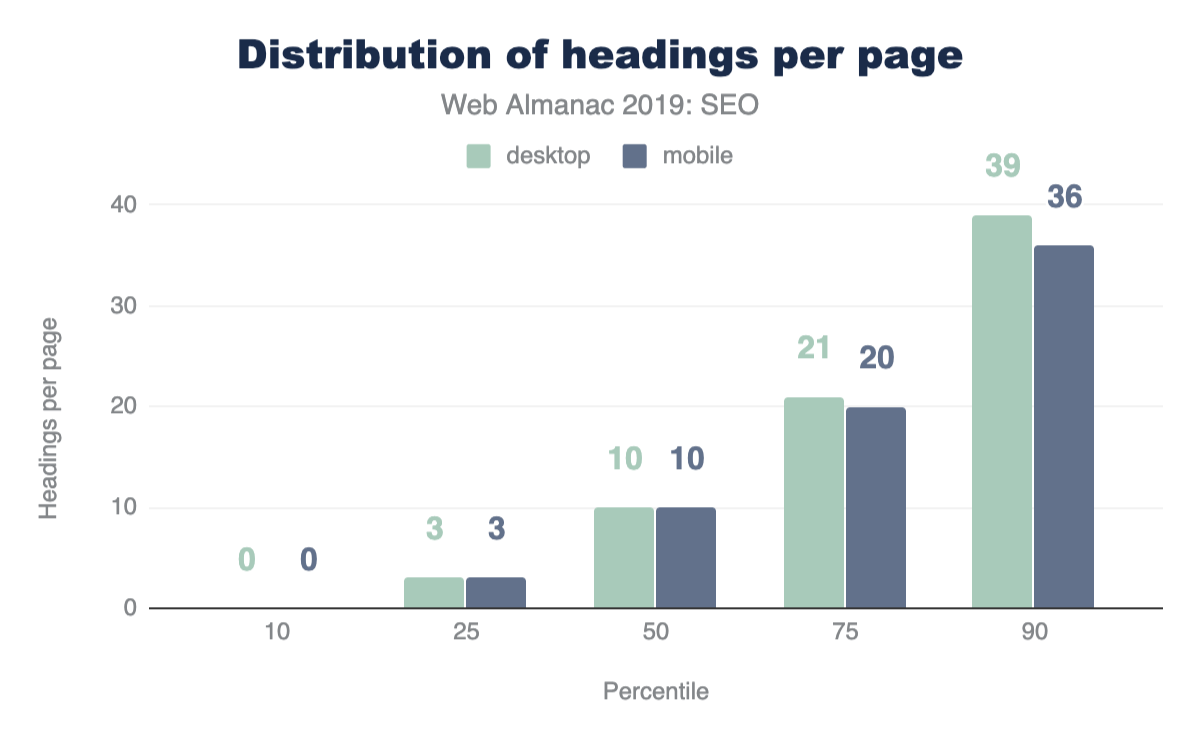 Distribution of headings per page
Web Almanac 2019: SEO
desktop mobile
39
36
40
30
21
20
20
Headings per page
10 10
10
3 3
0 0
0
10 25 50 75 90
Percentile